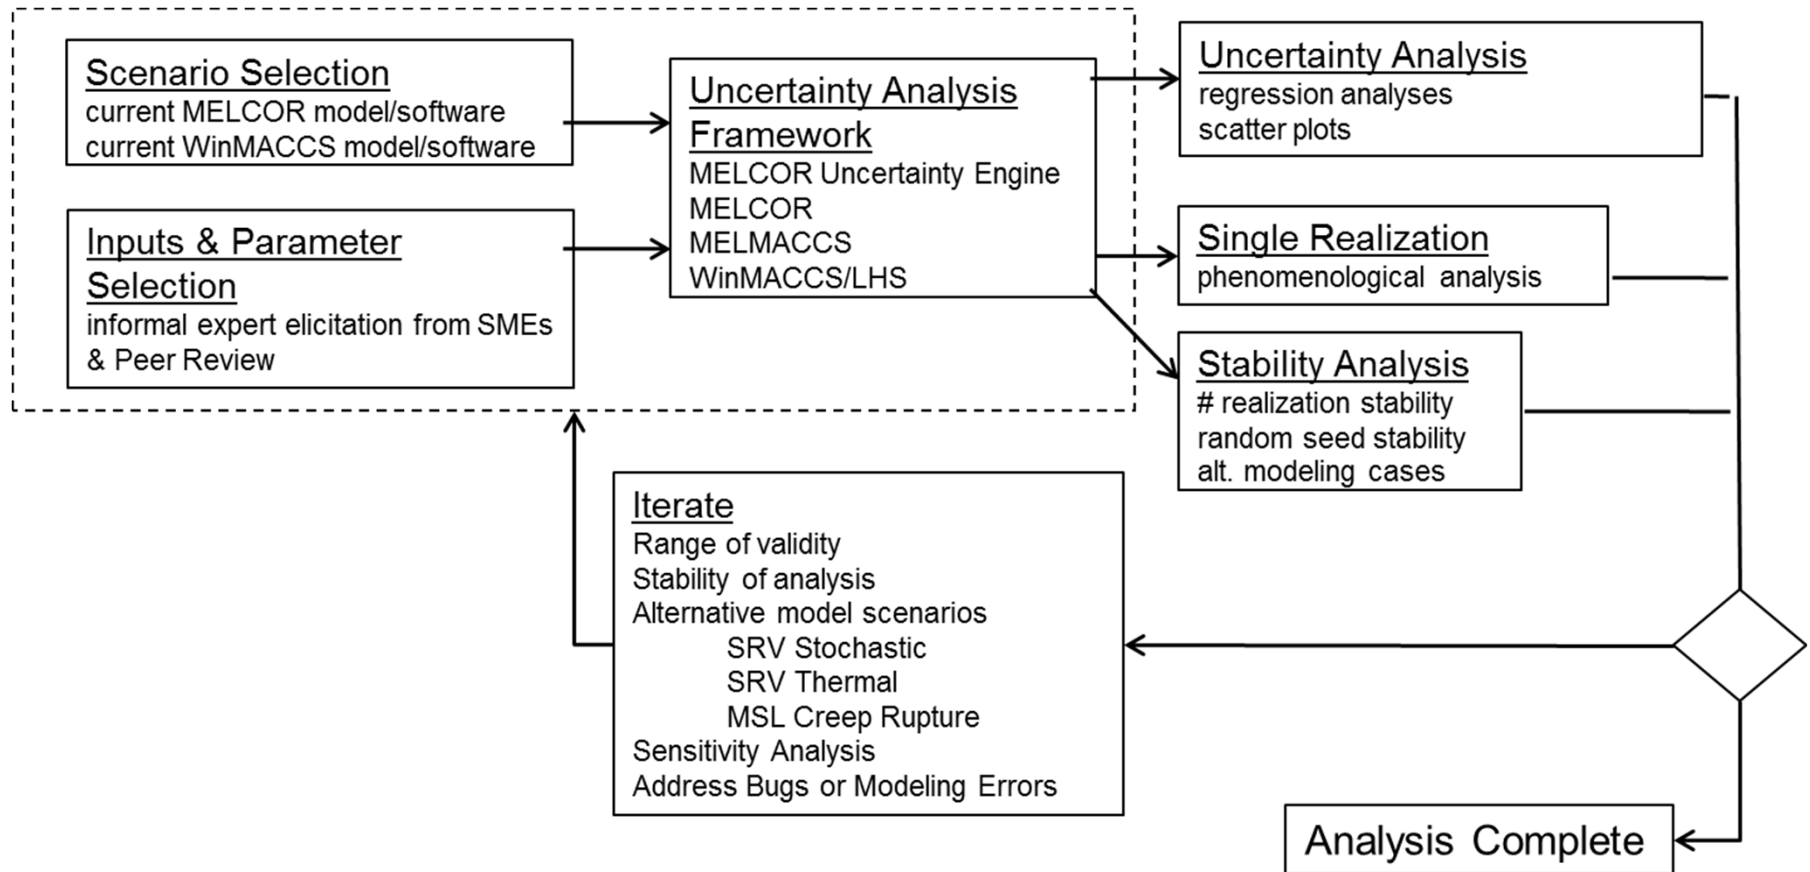 Scenario Selection
current MELCOR model/software
current WinMACCS model/software
Inputs & Parameter
Selection
informal expert elicitation from SMEs
& Peer Review
Uncertainty Analysis
Framework
MELCOR Uncertainty Engine
MELCOR
MELMACCS
WinMACCS/LHS
Uncertainty Analysis
regression analyses
scatter plots
Single Realization
phenomenological analysis
Stability Analysis
# realization stability
random seed stability
alt. modeling cases
Iterate
Range of validity
Stability of analysis
Alternative model scenarios
SRV Stochastic
SRV Thermal
MSL Creep Rupture
Sensitivity Analysis
Address Bugs or Modeling Errors
Analysis Complete